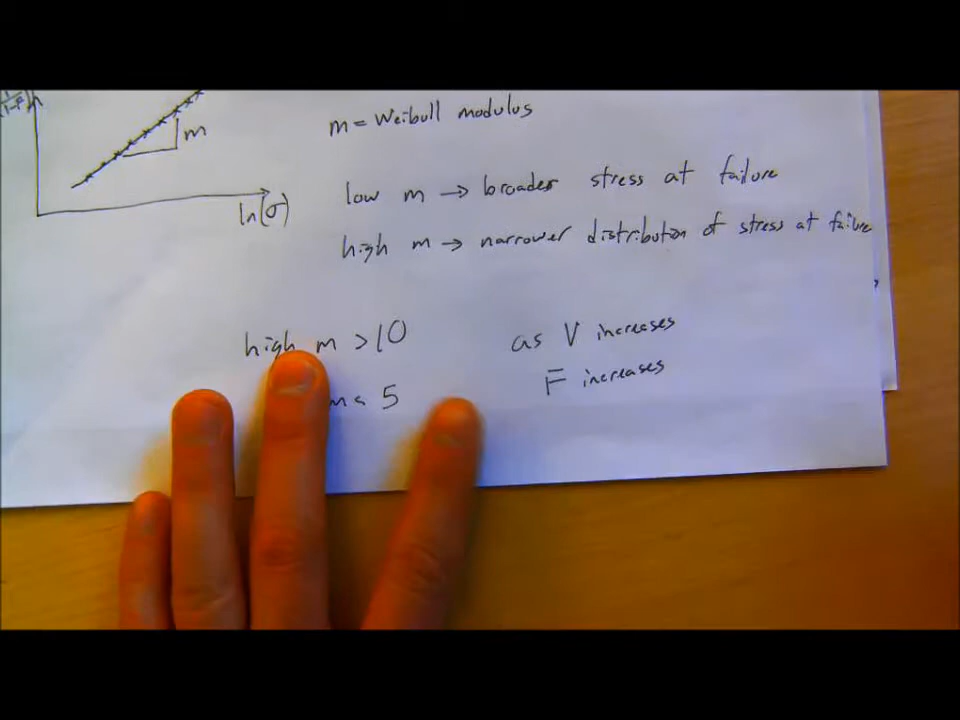 m = Weibull modulus
m
low m → broader stress at failure
ln(σ)
high m → narrower distribution of stress at failure
high m > 10
as V increases
m < 5
F increases